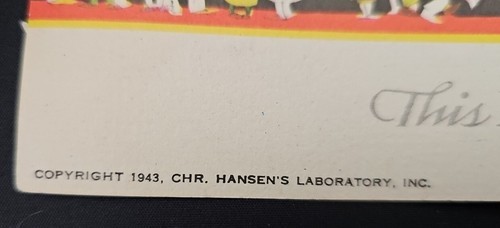 This
COPYRIGHT 1943, CHR. HANSEN'S LABORATORY, INC.